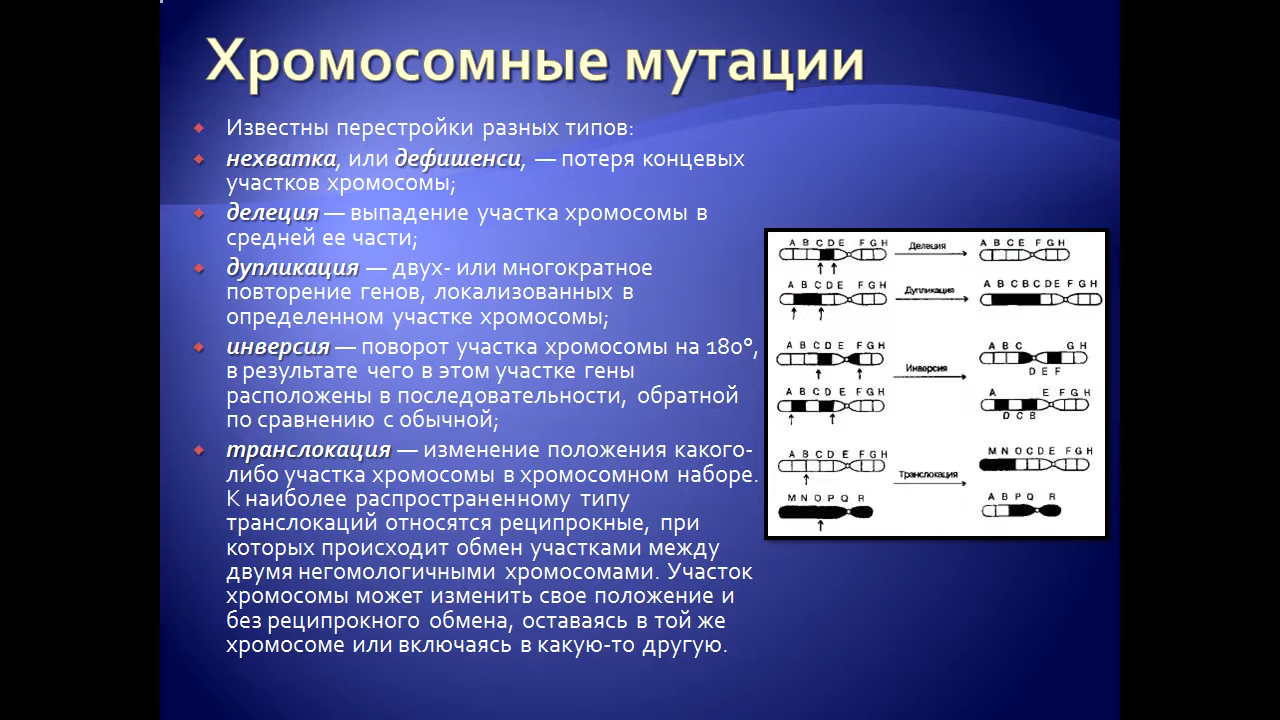 Хромосомные мутации
Известны перестройки разных типов:
нехватка, или дефишенси, — потеря концевых
участков хромосомы;
делеция — выпадение участка хромосомы в
средней ее части;
дупликация — двух- или многократное
повторение генов, локализованных в
определенном участке хромосомы;
инверсия — поворот участка хромосомы на 180°,
в результате чего в этом участке гены
расположены в последовательности, обратной
по сравнению с обычной;
транслокация — изменение положения какого-
либо участка хромосомы в хромосомном наборе.
К наиболее распространенному типу
транслокаций относятся реципрокные, при
которых происходит обмен участками между
двумя негомологичными хромосомами. Участок
хромосомы может изменить свое положение и
без реципрокного обмена, оставаясь в той же
хромосоме или включаясь в какую-то другую.
A B C D E F G H Делеция A B C E F G H
A B C D E F G H Дупликация A B C B C D E F G H
A B C D E F G H A B C G H
D E F
Инверсия
A B C D E F G H A E F G H
D C B
A B C D E F G H M N O C D E F G H
Транслокация
M N O P Q R A B P Q R